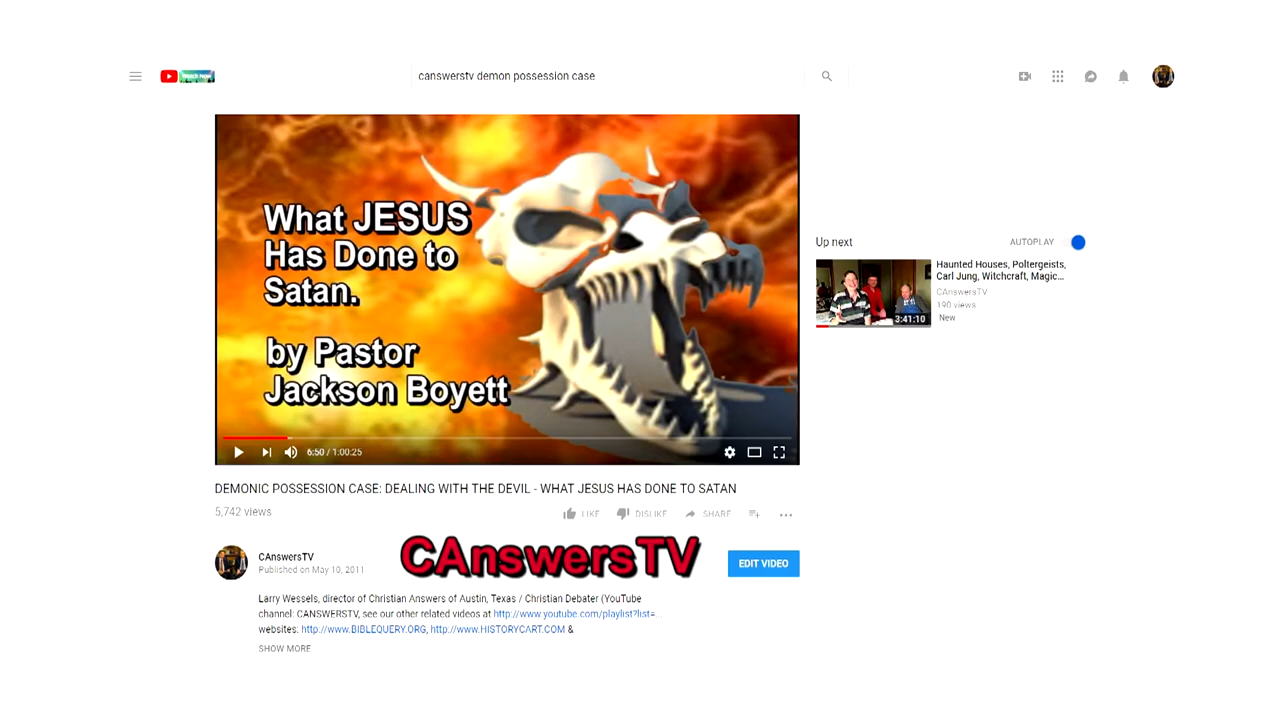 Watch Now
canswerstv demon possession case
What JESUS
Has Done to
Satan.
by Pastor
Jackson Boyett
6:50 / 1:00:25
Up next
AUTOPLAY
Haunted Houses, Poltergeists,
Carl Jung, Witchcraft, Magic...
CAnswersTV
190 views
New
3:41:10
DEMONIC POSSESSION CASE: DEALING WITH THE DEVIL - WHAT JESUS HAS DONE TO SATAN
5,742 views
LIKE
DISLIKE
SHARE
CAnswersTV
Published on May 10, 2011
CAnswersTV
EDIT VIDEO
Larry Wessels, director of Christian Answers of Austin, Texas / Christian Debater (YouTube
channel: CANSWERSTV, see our other related videos at http://www.youtube.com/playlist?list=...
websites: http://www.BIBLEQUERY.ORG, http://www.HISTORYCART.COM &
SHOW MORE